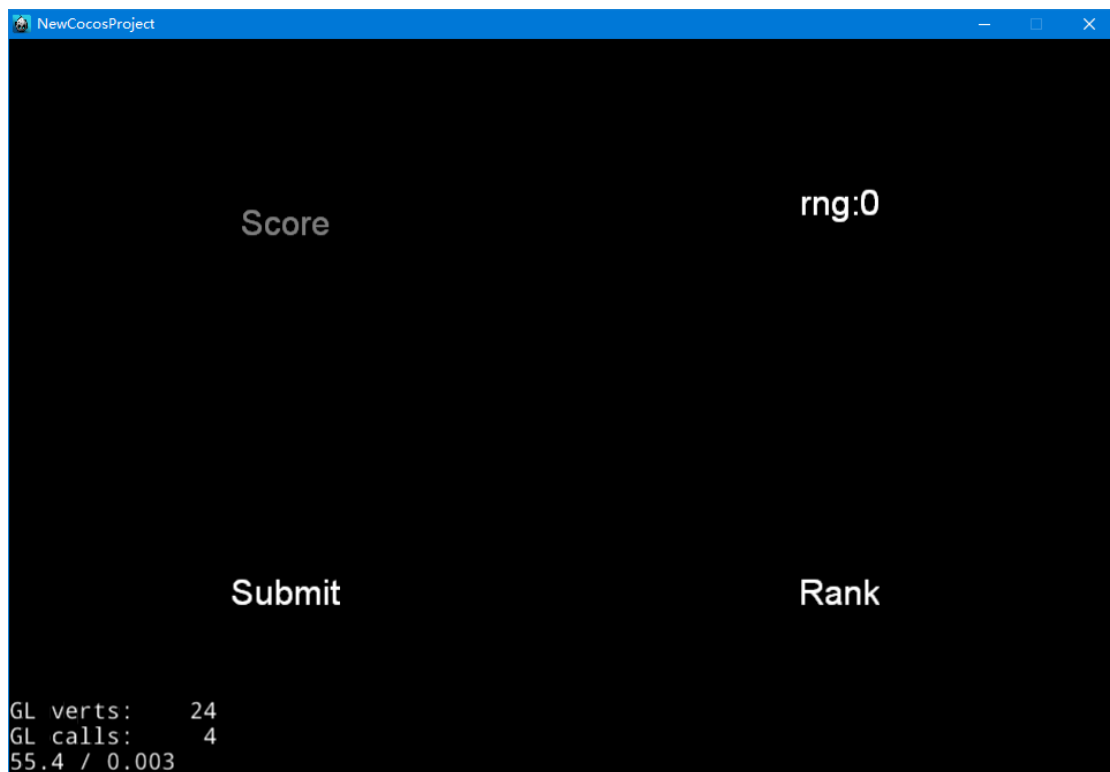 NewCocosProject
rng:0
Score
Submit
Rank
GL verts: 24
GL calls: 4
55.4 / 0.003